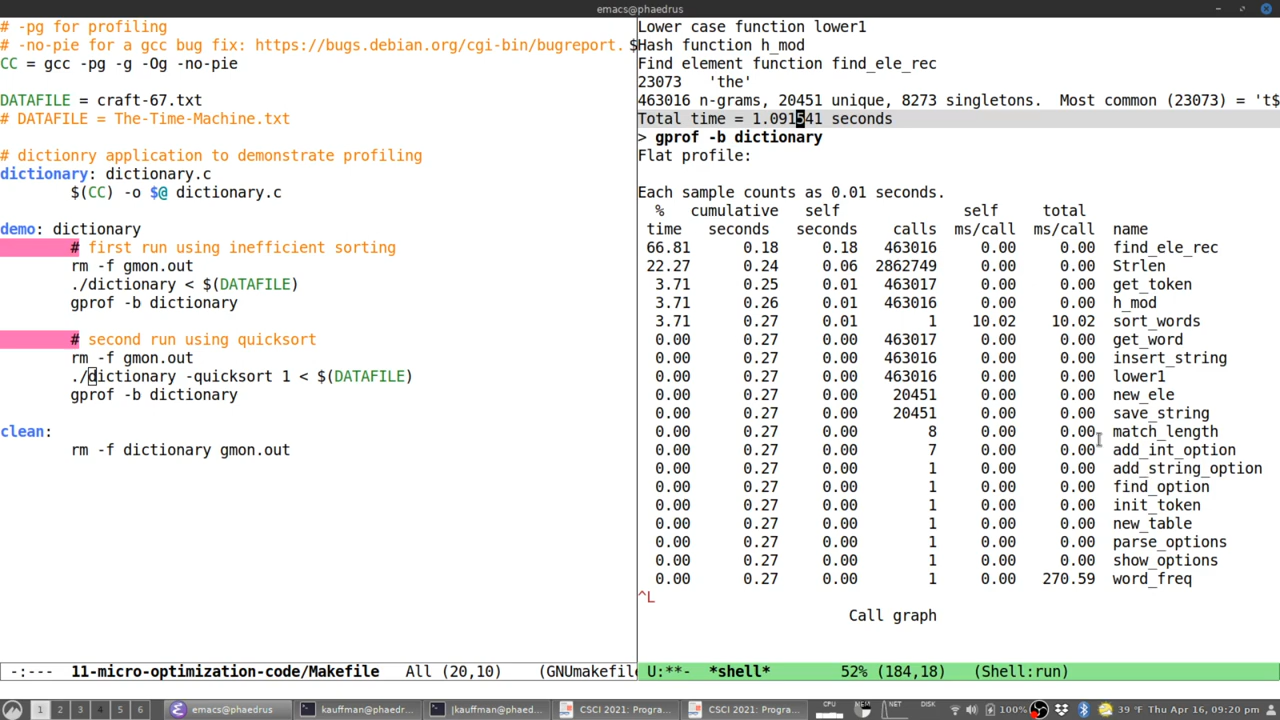 emacs@phaedrus
# -pg for profiling
# -no-pie for a gcc bug fix: https://bugs.debian.org/cgi-bin/bugreport. $
CC = gcc -pg -g -Og -no-pie
DATAFILE = craft-67.txt
# DATAFILE = The-Time-Machine.txt
# dictionry application to demonstrate profiling
dictionary: dictionary.c
$(CC) -o $@ dictionary.c
demo: dictionary
# first run using inefficient sorting
rm -f gmon.out
./dictionary < $(DATAFILE)
gprof -b dictionary
# second run using quicksort
rm -f gmon.out
./dictionary -quicksort 1 < $(DATAFILE)
gprof -b dictionary
clean:
rm -f dictionary gmon.out
-:--- 11-micro-optimization-code/Makefile All (20,10) (GNUmakefile
Lower case function lower1
Hash function h_mod
Find element function find_ele_rec
23073 'the'
463016 n-grams, 20451 unique, 8273 singletons. Most common (23073) = 't$
Total time = 1.091541 seconds
> gprof -b dictionary
Flat profile:
Each sample counts as 0.01 seconds.
% cumulative self self total
time seconds seconds calls ms/call ms/call name
66.81 0.18 0.18 463016 0.00 0.00 find_ele_rec
22.27 0.24 0.06 2862749 0.00 0.00 Strlen
3.71 0.25 0.01 463017 0.00 0.00 get_token
3.71 0.26 0.01 463016 0.00 0.00 h_mod
3.71 0.27 0.01 1 10.02 10.02 sort_words
0.00 0.27 0.00 463017 0.00 0.00 get_word
0.00 0.27 0.00 463016 0.00 0.00 insert_string
0.00 0.27 0.00 463016 0.00 0.00 lower1
0.00 0.27 0.00 20451 0.00 0.00 new_ele
0.00 0.27 0.00 20451 0.00 0.00 save_string
0.00 0.27 0.00 8 0.00 0.00 match_length
0.00 0.27 0.00 7 0.00 0.00 add_int_option
0.00 0.27 0.00 1 0.00 0.00 add_string_option
0.00 0.27 0.00 1 0.00 0.00 find_option
0.00 0.27 0.00 1 0.00 0.00 init_token
0.00 0.27 0.00 1 0.00 0.00 new_table
0.00 0.27 0.00 1 0.00 0.00 parse_options
0.00 0.27 0.00 1 0.00 0.00 show_options
0.00 0.27 0.00 1 0.00 270.59 word_freq
^L
Call graph
U:**- *shell* 52% (184,18) (Shell:run)
1 2 3 4 5 6 emacs@phaedrus kauffman@phaedr... [kauffman@phaed... CSCI 2021: Progra... CSCI 2021: Progra... CPU MEM NET DISK 100% 39 °F Thu Apr 16, 09:20 pm